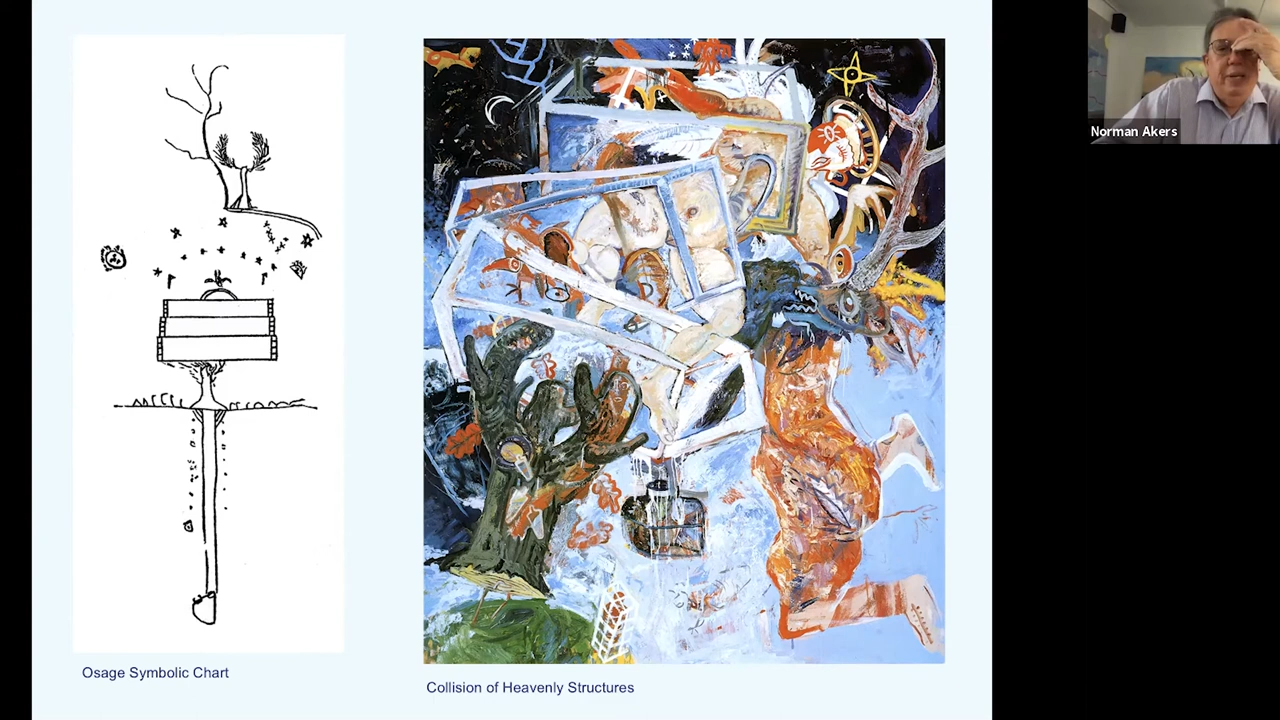 Norman Akers
Osage Symbolic Chart
Collision of Heavenly Structures